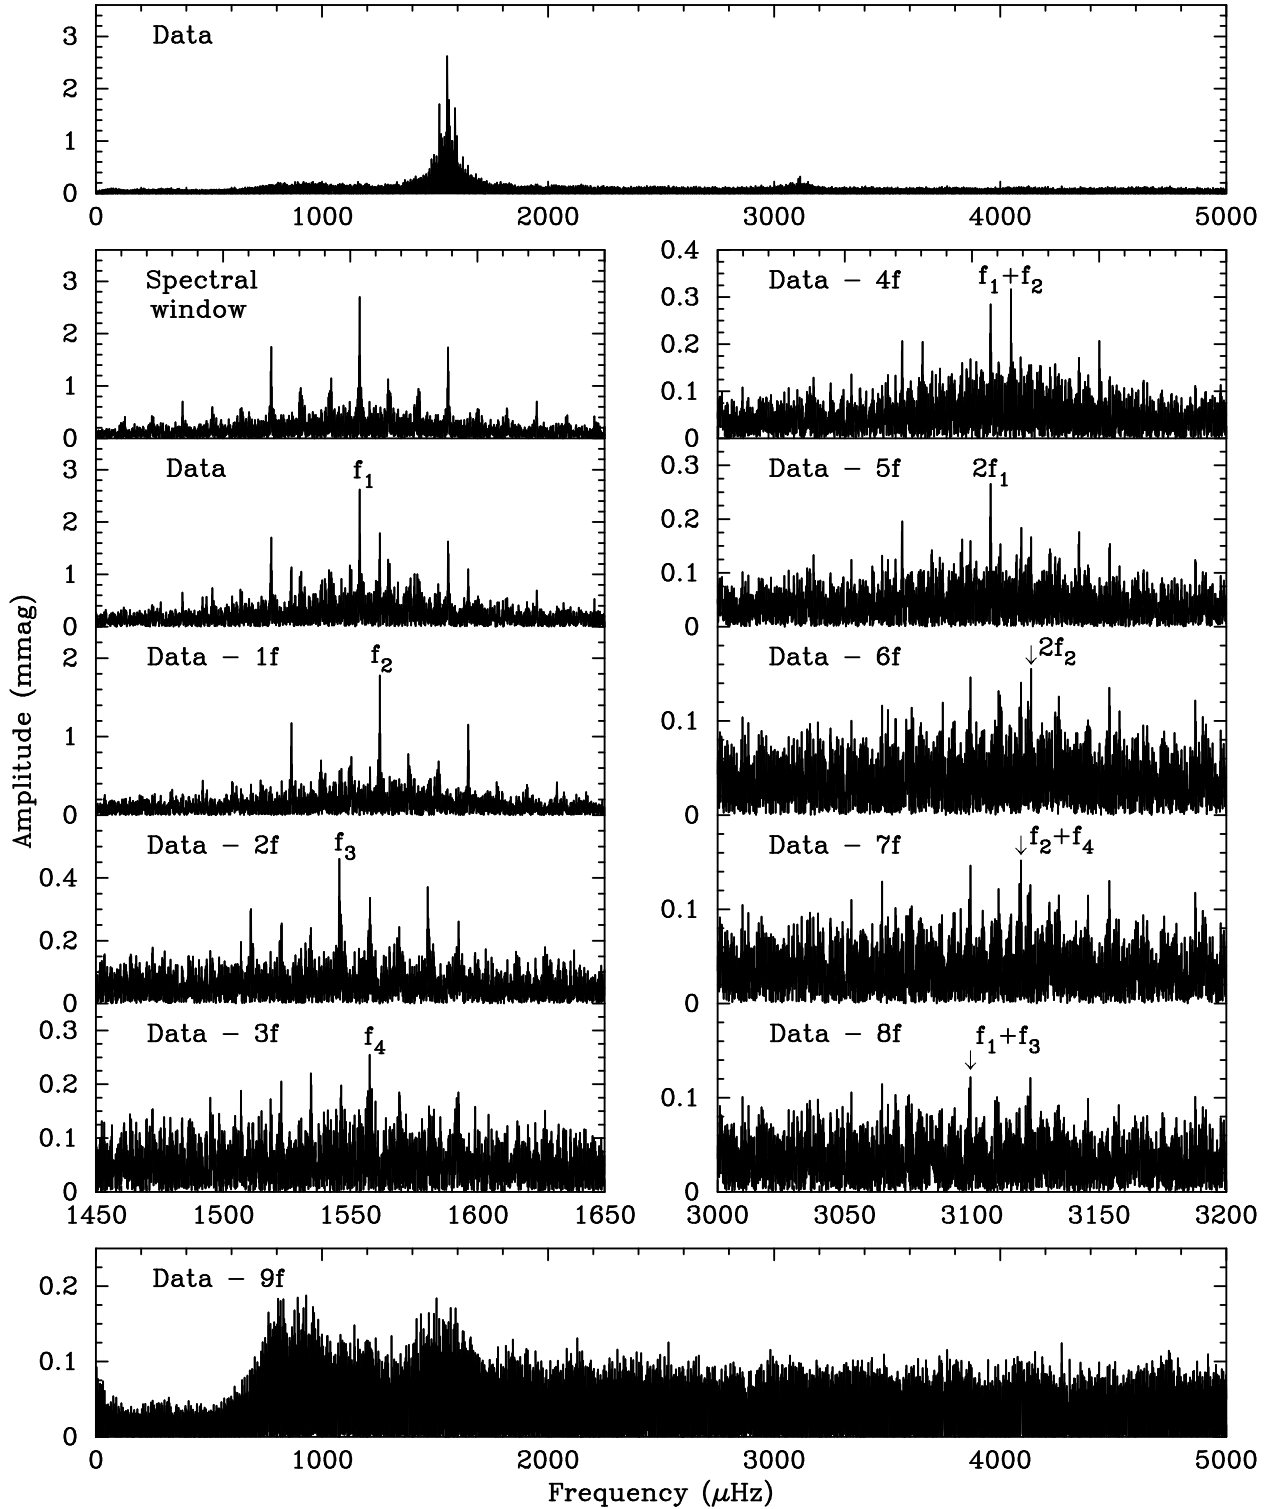 Data
3
2
1
0
0 1000 2000 3000 4000 5000
Spectral
window
3
2
1
0
Data
f1
3
2
1
0
Data − 1f
f2
2
1
0
Data − 2f
f3
0.4
0.2
0
Data − 3f
f4
0.3
0.2
0.1
0
1450 1500 1550 1600 1650
Data − 4f
f1+f2
0.4
0.3
0.2
0.1
0
Data − 5f
2f1
0.3
0.2
0.1
0
Data − 6f
↓2f2
0.1
0
Data − 7f
↓f2+f4
0.1
0
Data − 8f
f1+f3
↓
0.1
0
3000 3050 3100 3150 3200
Data − 9f
0.2
0.1
0
0 1000 2000 3000 4000 5000
Frequency (μHz)
Amplitude (mmag)